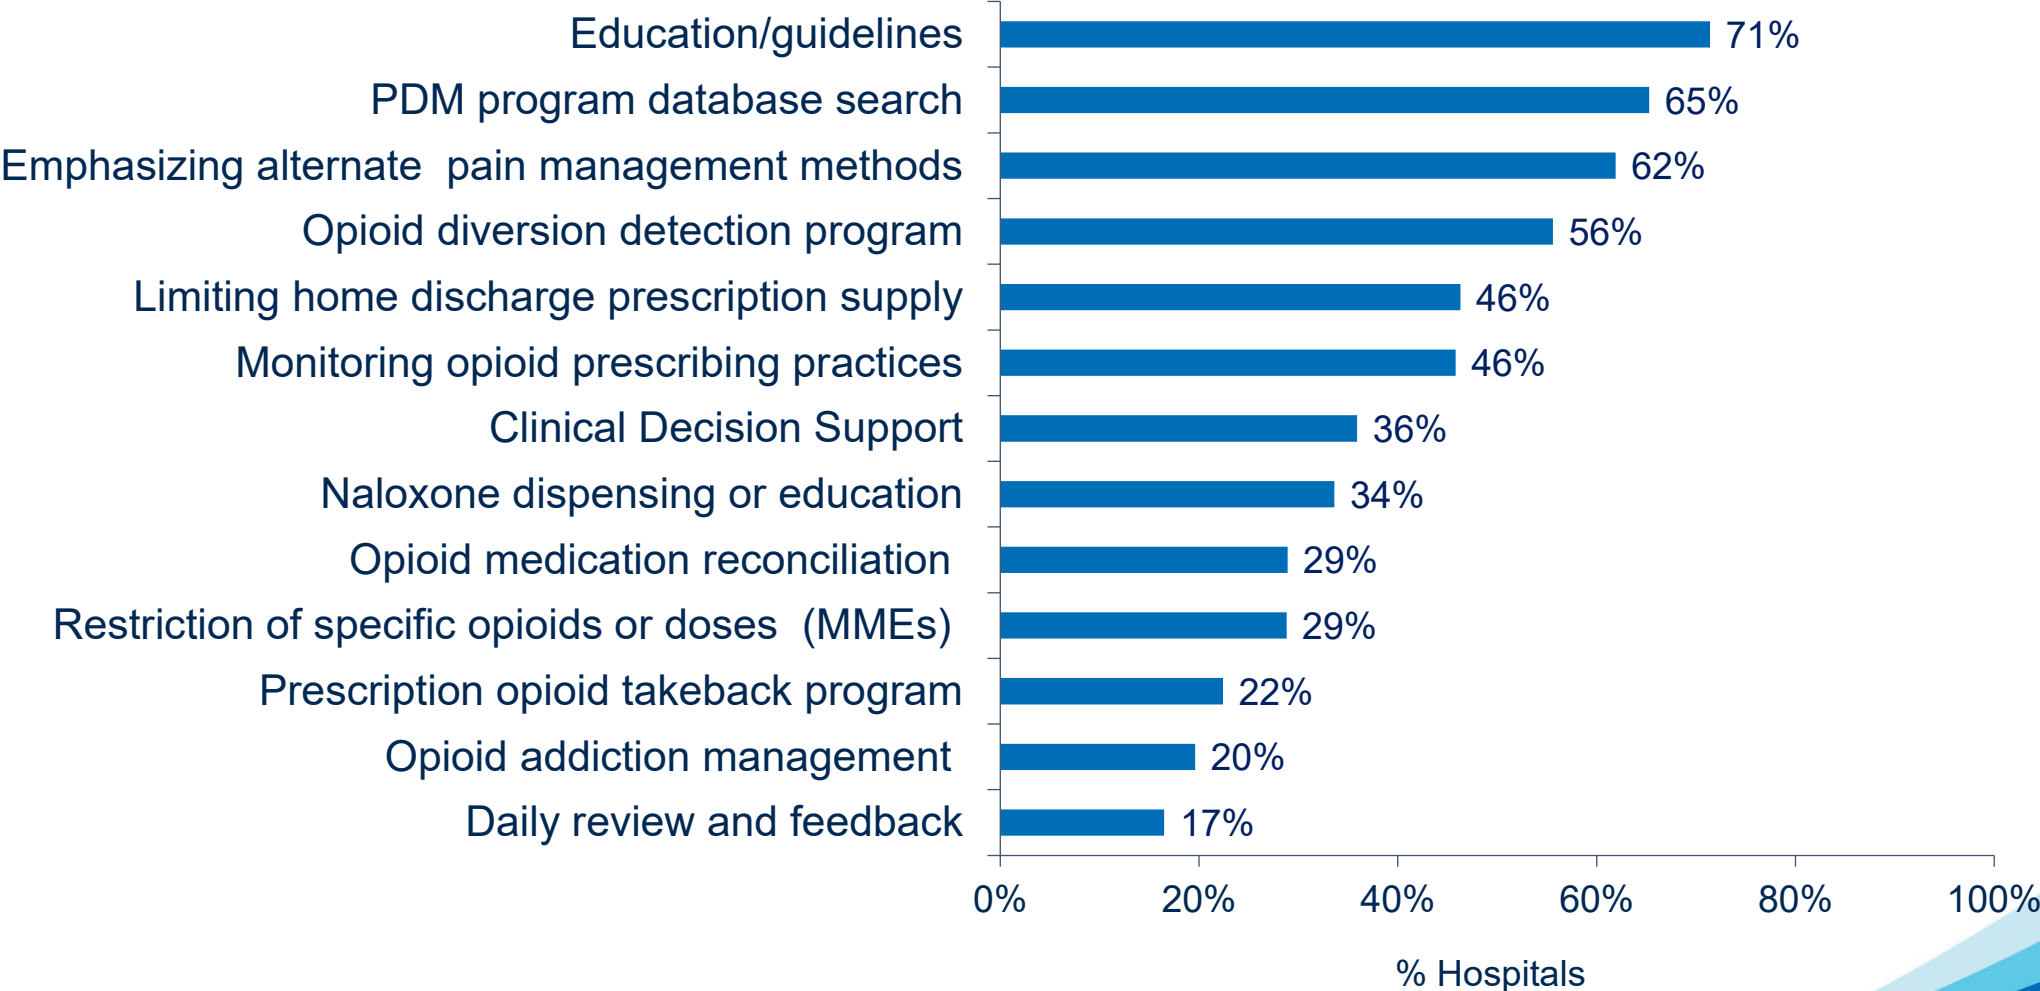 Education/guidelines 71%
PDM program database search 65%
Emphasizing alternate  pain management methods 62%
Opioid diversion detection program 56%
Limiting home discharge prescription supply 46%
Monitoring opioid prescribing practices 46%
Clinical Decision Support 36%
Naloxone dispensing or education 34%
Opioid medication reconciliation 29%
Restriction of specific opioids or doses  (MMEs) 29%
Prescription opioid takeback program 22%
Opioid addiction management 20%
Daily review and feedback 17%
0% 20% 40% 60% 80% 100%
% Hospitals